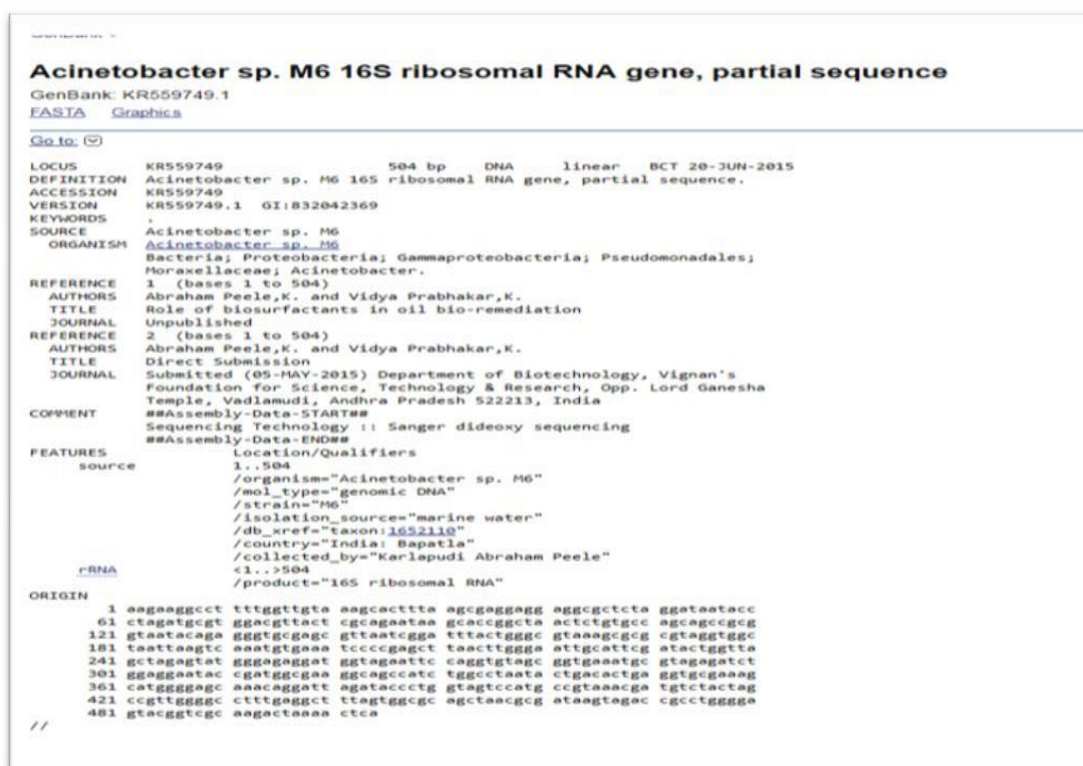 Acinetobacter sp. M6 16S ribosomal RNA gene, partial sequence
GenBank: KR559749.1
FASTA Graphics
Go to:
LOCUS KR559749 504 bp DNA linear BCT 20-JUN-2015
DEFINITION Acinetobacter sp. M6 16S ribosomal RNA gene, partial sequence.
ACCESSION KR559749
VERSION KR559749.1 GI:832042369
KEYWORDS .
SOURCE Acinetobacter sp. M6
ORGANISM Acinetobacter sp. M6
Bacteria; Proteobacteria; Gammaproteobacteria; Pseudomonadales;
Moraxellaceae; Acinetobacter.
REFERENCE 1 (bases 1 to 504)
AUTHORS Abraham Peele,K. and Vidya Prabhakar,K.
TITLE Role of biosurfactants in oil bio-remediation
JOURNAL Unpublished
REFERENCE 2 (bases 1 to 504)
AUTHORS Abraham Peele,K. and Vidya Prabhakar,K.
TITLE Direct Submission
JOURNAL Submitted (05-MAY-2015) Department of Biotechnology, Vignan's
Foundation for Science, Technology & Research, Opp. Lord Ganesha
Temple, Vadlamudi, Andhra Pradesh 522213, India
COMMENT ##Assembly-Data-START##
Sequencing Technology :: Sanger dideoxy sequencing
##Assembly-Data-END##
FEATURES Location/Qualifiers
source 1..504
/organism="Acinetobacter sp. M6"
/mol_type="genomic DNA"
/strain="M6"
/isolation_source="marine water"
/db_xref="taxon:1652110"
/country="India: Bapatla"
/collected_by="Karlapudi Abraham Peele"
rRNA <1..>504
/product="16S ribosomal RNA"
ORIGIN
1 aagaaggcct tttggttgta aagcacttta agcgaggagg aggcgctcta ggataatacc
61 ctagatgcgt ggacgttact cgcagaataa gcaccggcta actctgtgcc agcagccgcg
121 gtaatacaga gggtgcgagc gttaatcgga tttactgggc gtaaagcgcg cgtaggtggc
181 taattaagtc aaatgtgaaa tccccgagct taacttggga attgcattcg atactggtta
241 gctagagtat gggagaggat ggtagaattc caggtgtagc ggtgaaatgc gtagagatct
301 ggaggaatac cgatggcgaa ggcagccatc tggcctaata ctgacactga ggtgcgaaag
361 catggggagc aaacaggatt agataccctg gtagtccatg ccgtaaacga tgtctactag
421 ccgttggggc ctttgaggct ttagtggcgc agctaacgcg ataagtagac cgcctgggga
481 gtacggtcgc aagactaaaa ctca
//